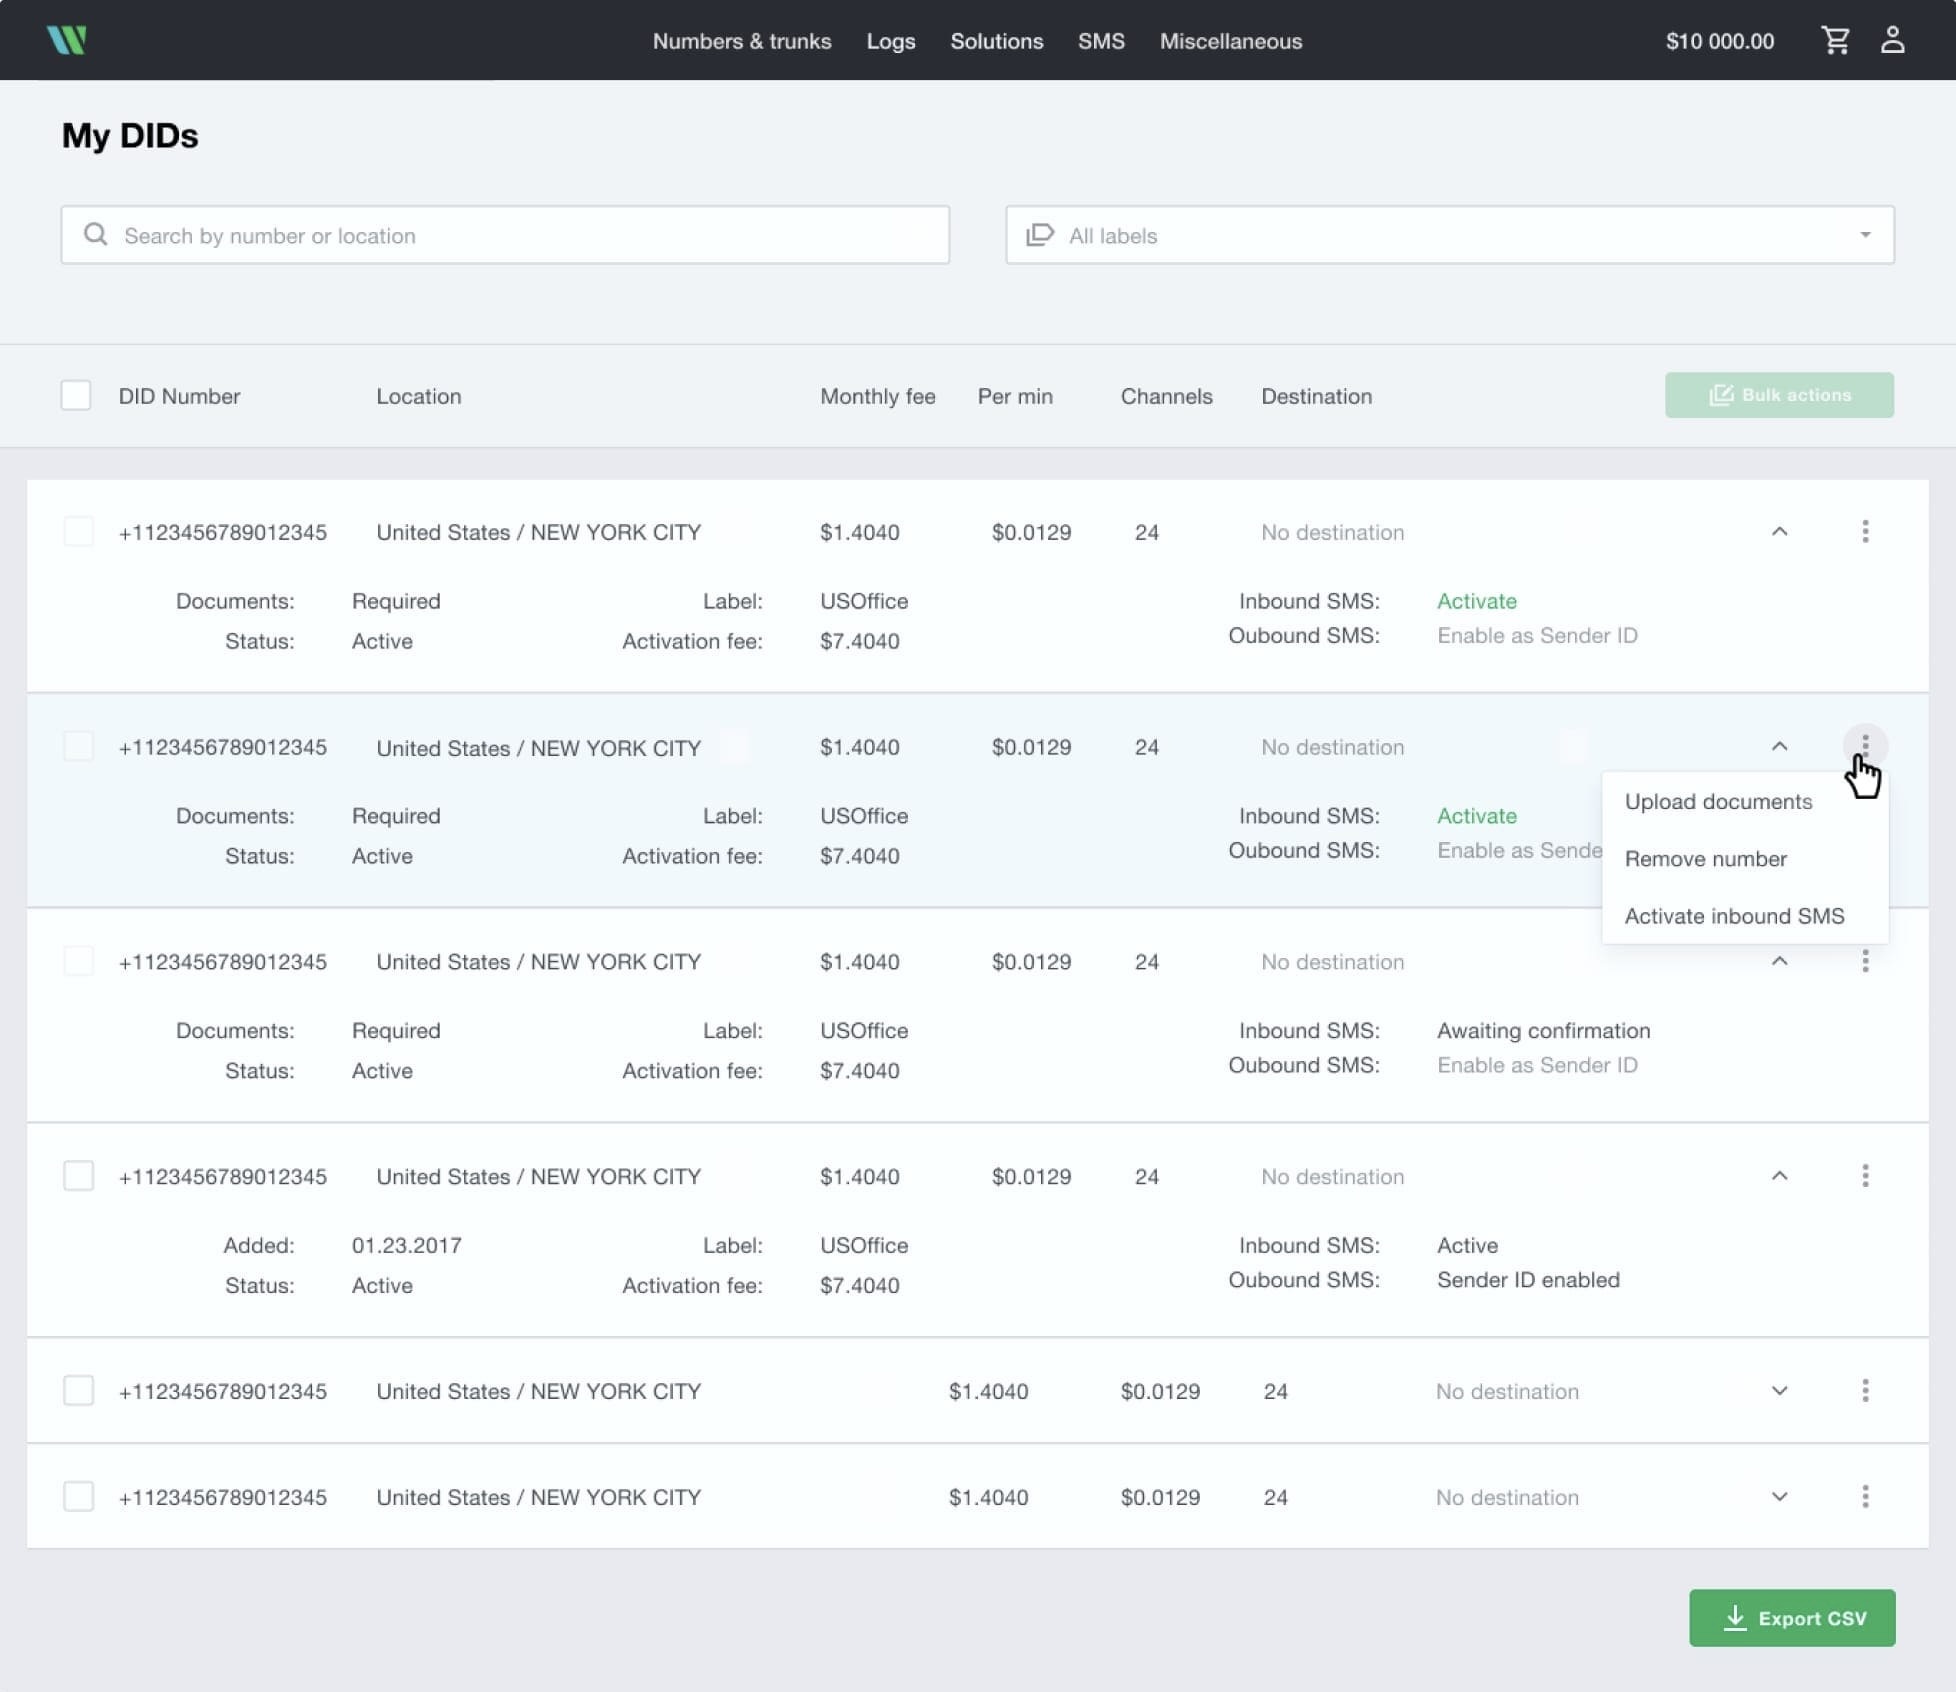 Numbers & trunks Logs Solutions SMS Miscellaneous $10 000.00
My DIDs
Search by number or location All labels
DID Number Location Monthly fee Per min Channels Destination Bulk actions
+1123456789012345 United States / NEW YORK CITY $1.4040 $0.0129 24 No destination
Documents: Required Label: USOffice Inbound SMS: Activate
Status: Active Activation fee: $7.4040 Oubound SMS: Enable as Sender ID
+1123456789012345 United States / NEW YORK CITY $1.4040 $0.0129 24 No destination
Upload documents
Documents: Required Label: USOffice Inbound SMS: Activate
Status: Active Activation fee: $7.4040 Oubound SMS: Enable as Sende
Remove number
Activate inbound SMS
+1123456789012345 United States / NEW YORK CITY $1.4040 $0.0129 24 No destination
Documents: Required Label: USOffice Inbound SMS: Awaiting confirmation
Status: Active Activation fee: $7.4040 Oubound SMS: Enable as Sender ID
+1123456789012345 United States / NEW YORK CITY $1.4040 $0.0129 24 No destination
Added: 01.23.2017 Label: USOffice Inbound SMS: Active
Status: Active Activation fee: $7.4040 Oubound SMS: Sender ID enabled
+1123456789012345 United States / NEW YORK CITY $1.4040 $0.0129 24 No destination
+1123456789012345 United States / NEW YORK CITY $1.4040 $0.0129 24 No destination
Export CSV